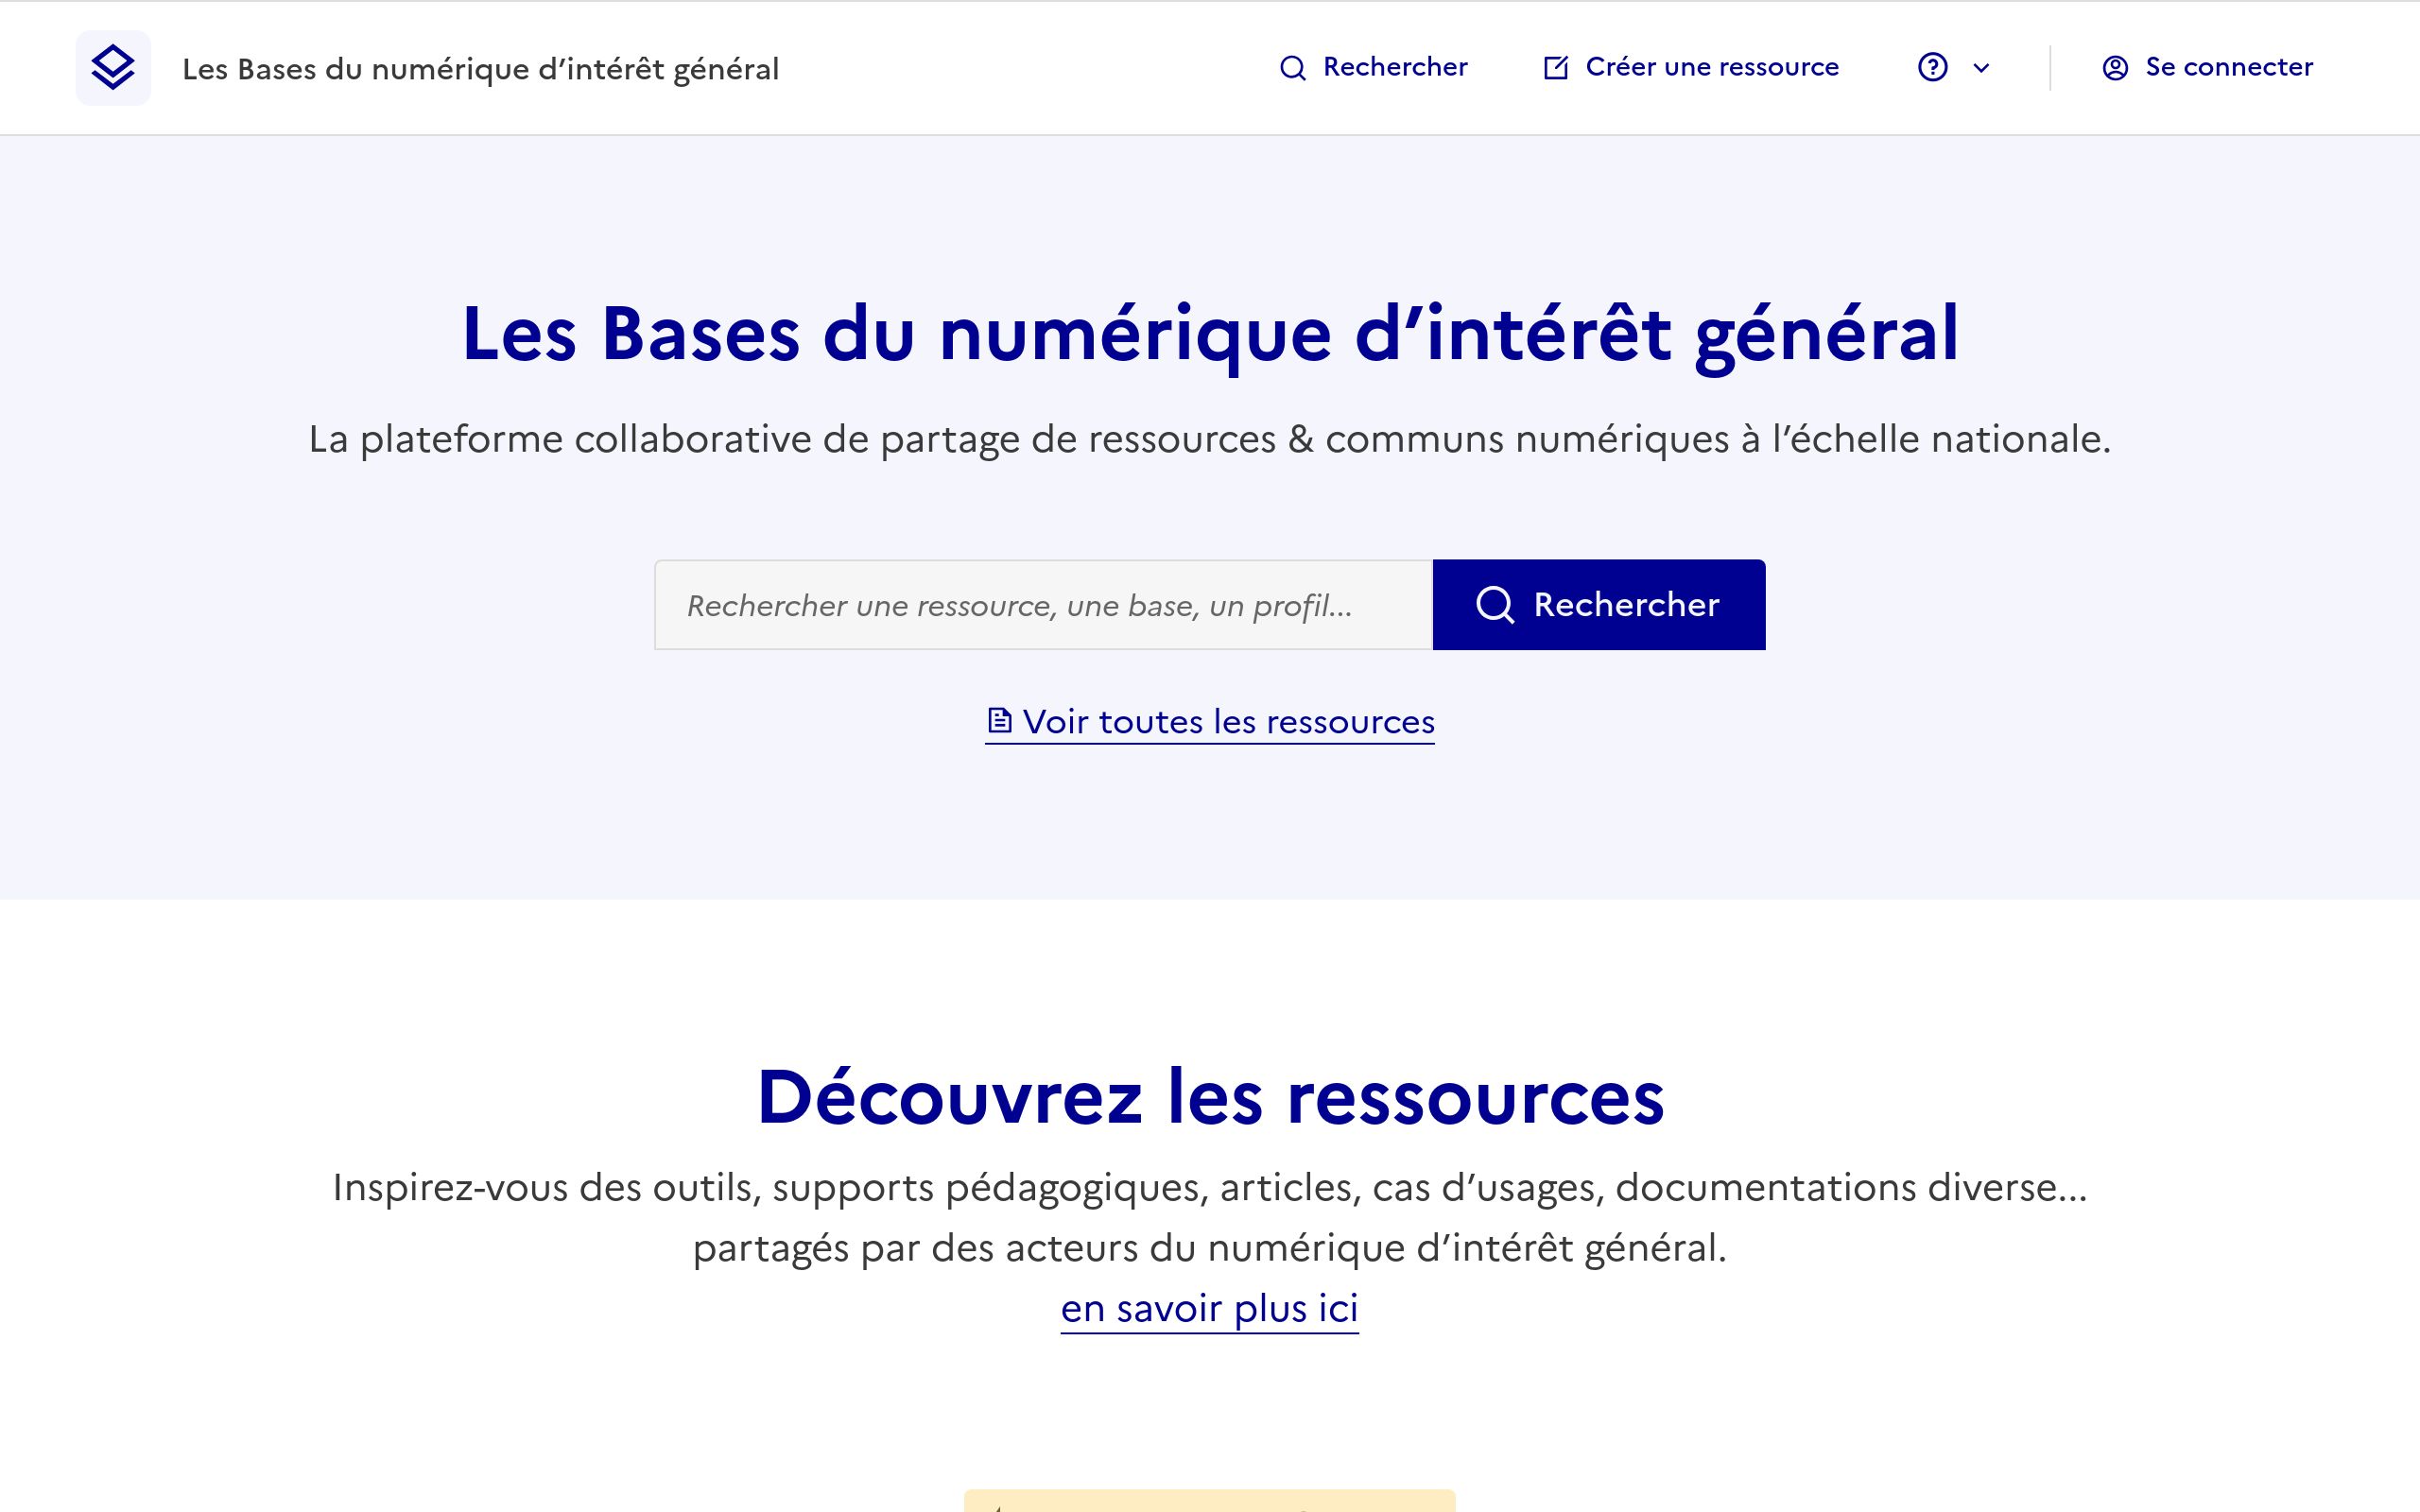 Les Bases du numérique d’intérêt général
Rechercher
Créer une ressource
Se connecter
Les Bases du numérique d’intérêt général
La plateforme collaborative de partage de ressources & communs numériques à l’échelle nationale.
Rechercher une ressource, une base, un profil...
Rechercher
Voir toutes les ressources
Découvrez les ressources
Inspirez-vous des outils, supports pédagogiques, articles, cas d’usages, documentations diverse...
partagés par des acteurs du numérique d’intérêt général.
en savoir plus ici